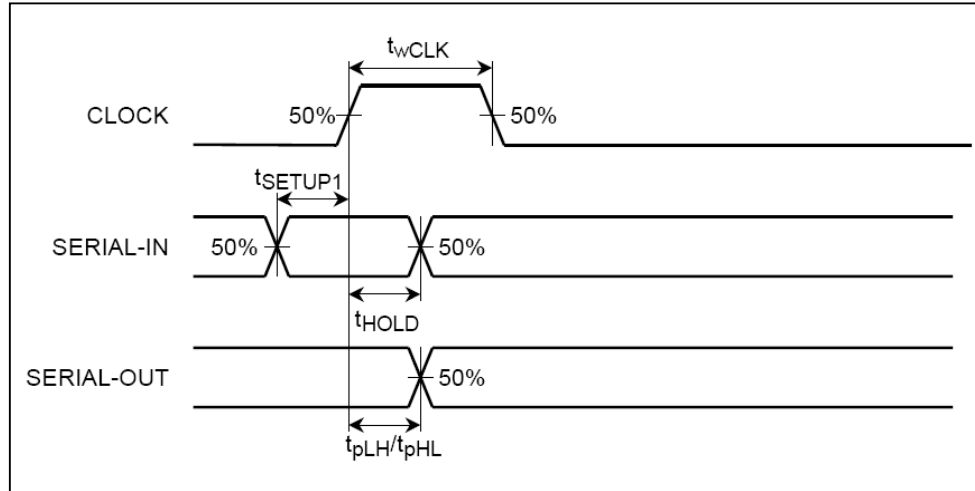 twCLK
CLOCK 50% 50%
tSETUP1
SERIAL-IN 50% 50%
tHOLD
SERIAL-OUT 50%
tpLH/tpHL